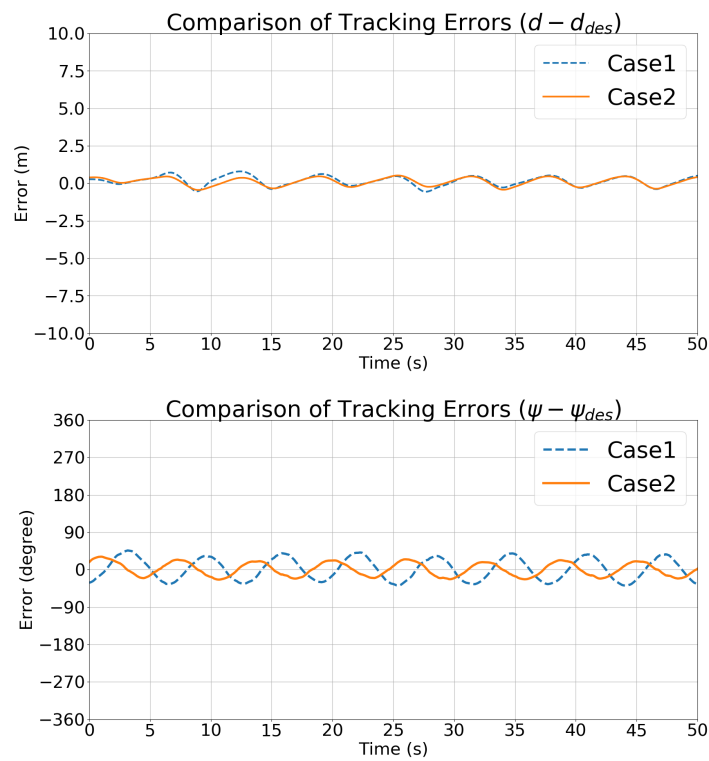 Comparison of Tracking Errors (d − d_des)
Error (m)
10.0
7.5
5.0
2.5
0.0
−2.5
−5.0
−7.5
−10.0
Case1
Case2
0 5 10 15 20 25 30 35 40 45 50
Time (s)
Comparison of Tracking Errors (ψ − ψ_des)
Error (degree)
360
270
180
90
0
−90
−180
−270
−360
Case1
Case2
0 5 10 15 20 25 30 35 40 45 50
Time (s)